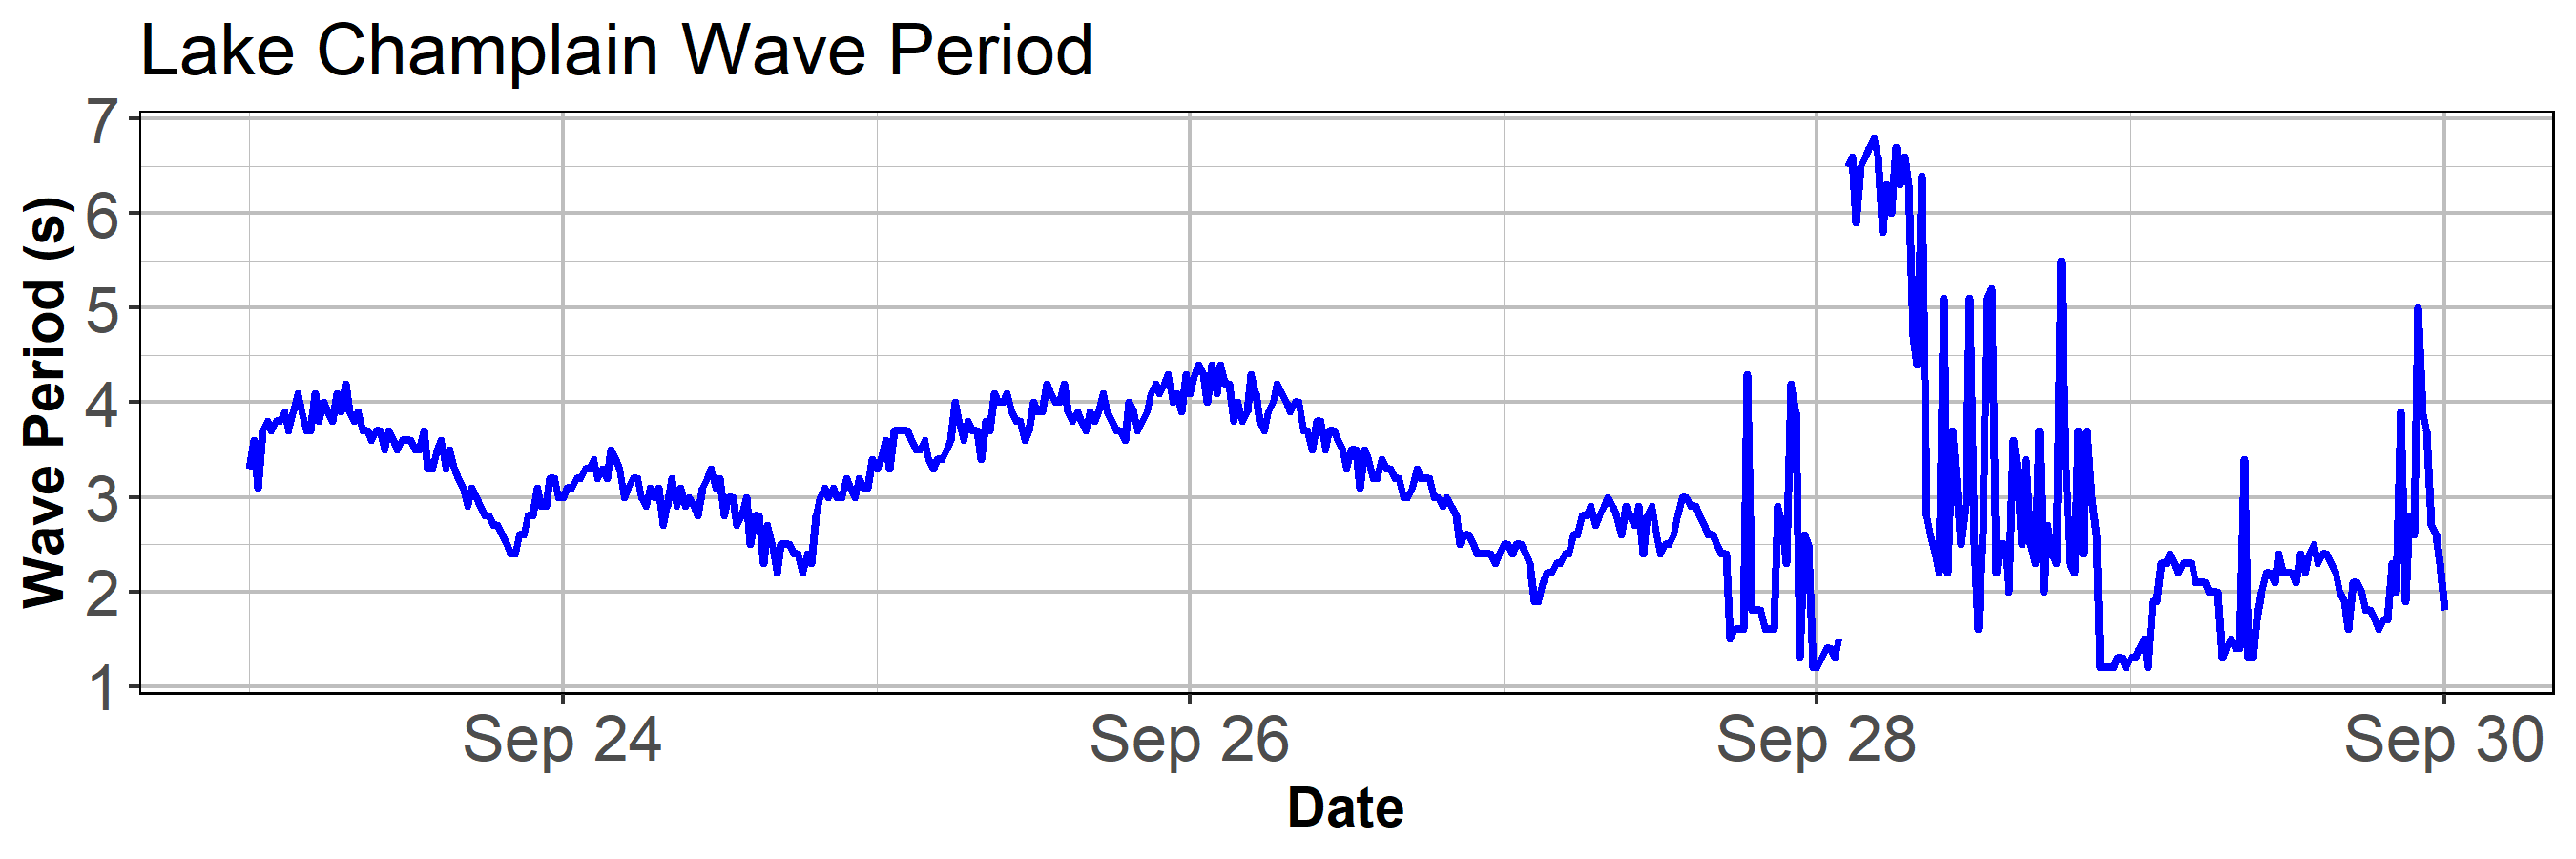 Lake Champlain Wave Period
Wave Period (s)
7
6
5
4
3
2
1
Sep 24
Sep 26
Sep 28
Sep 30
Date